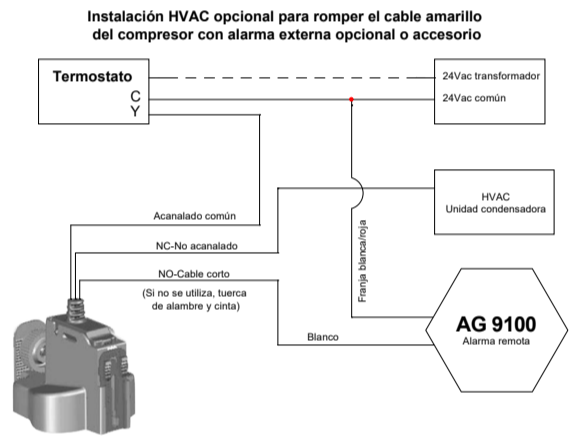 Instalación HVAC opcional para romper el cable amarillo
del compresor con alarma externa opcional o accesorio
Termostato
C
Y
24Vac transformador
24Vac común
HVAC
Unidad condensadora
Acanalado común
NC-No acanalado
NO-Cable corto
(Si no se utiliza, tuerca
de alambre y cinta)
Franja blanca/roja
Blanco
AG 9100
Alarma remota